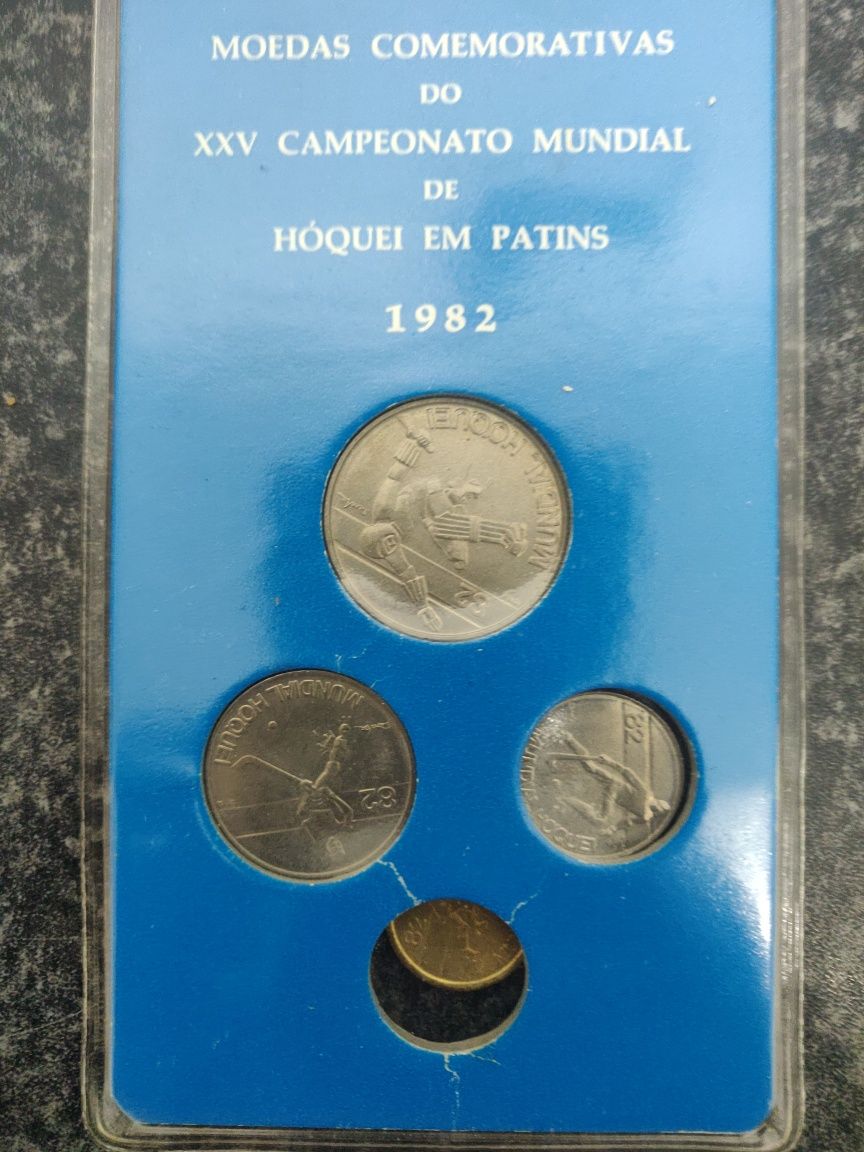 MOEDAS COMEMORATIVAS
DO
XXV CAMPEONATO MUNDIAL
DE
HÓQUEI EM PATINS
1982
MUNDIAL HOQUEI
82
MUNDIAL HOQUEI
82
82